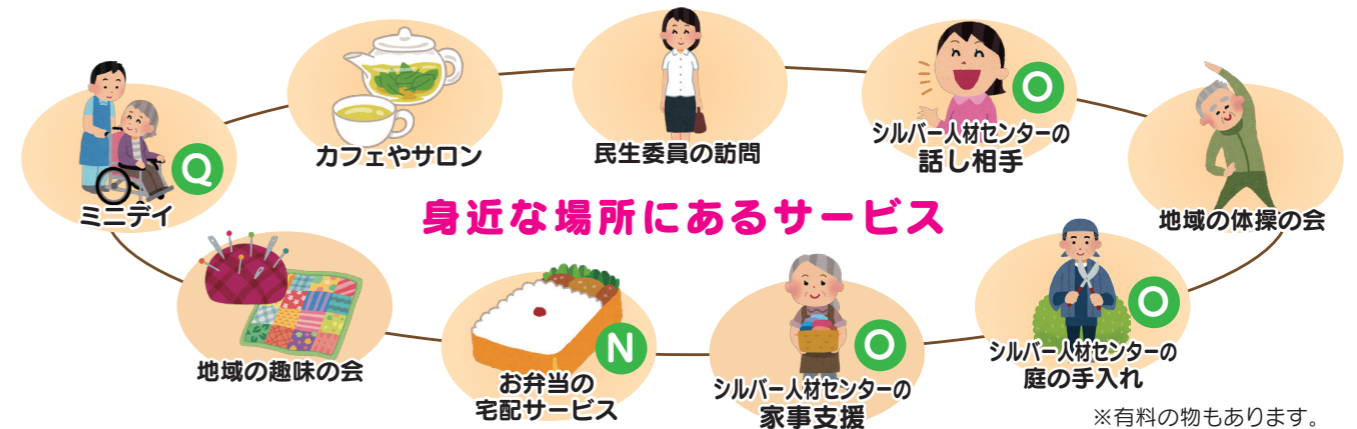 ミニデイ
Q
カフェやサロン
民生委員の訪問
シルバー人材センターの
話し相手
O
地域の体操の会
身近な場所にあるサービス
地域の趣味の会
お弁当の
宅配サービス
N
シルバー人材センターの
家事支援
O
シルバー人材センターの
庭の手入れ
O
※有料の物もあります。